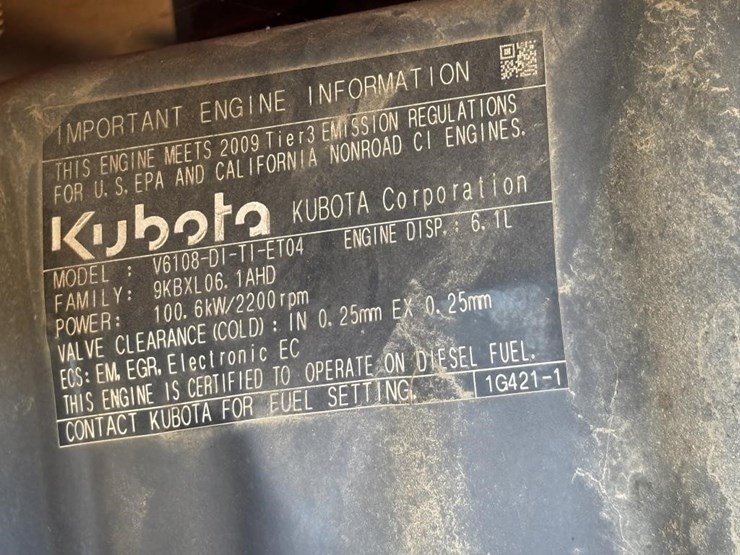 IMPORTANT ENGINE INFORMATION
THIS ENGINE MEETS 2009 Tier3 EMISSION REGULATIONS
FOR U.S. EPA AND CALIFORNIA NONROAD CI ENGINES.
Kubota KUBOTA Corporation
MODEL : V6108-DI-TI-ET04 ENGINE DISP. : 6.1L
FAMILY: 9KBXL06.1AHD
POWER: 100.6kW/2200rpm
VALVE CLEARANCE (COLD) : IN 0.25mm EX 0.25mm
ECS: EM, EGR, Electronic EC
THIS ENGINE IS CERTIFIED TO OPERATE ON DIESEL FUEL.
CONTACT KUBOTA FOR FUEL SETTING. 1G421-1